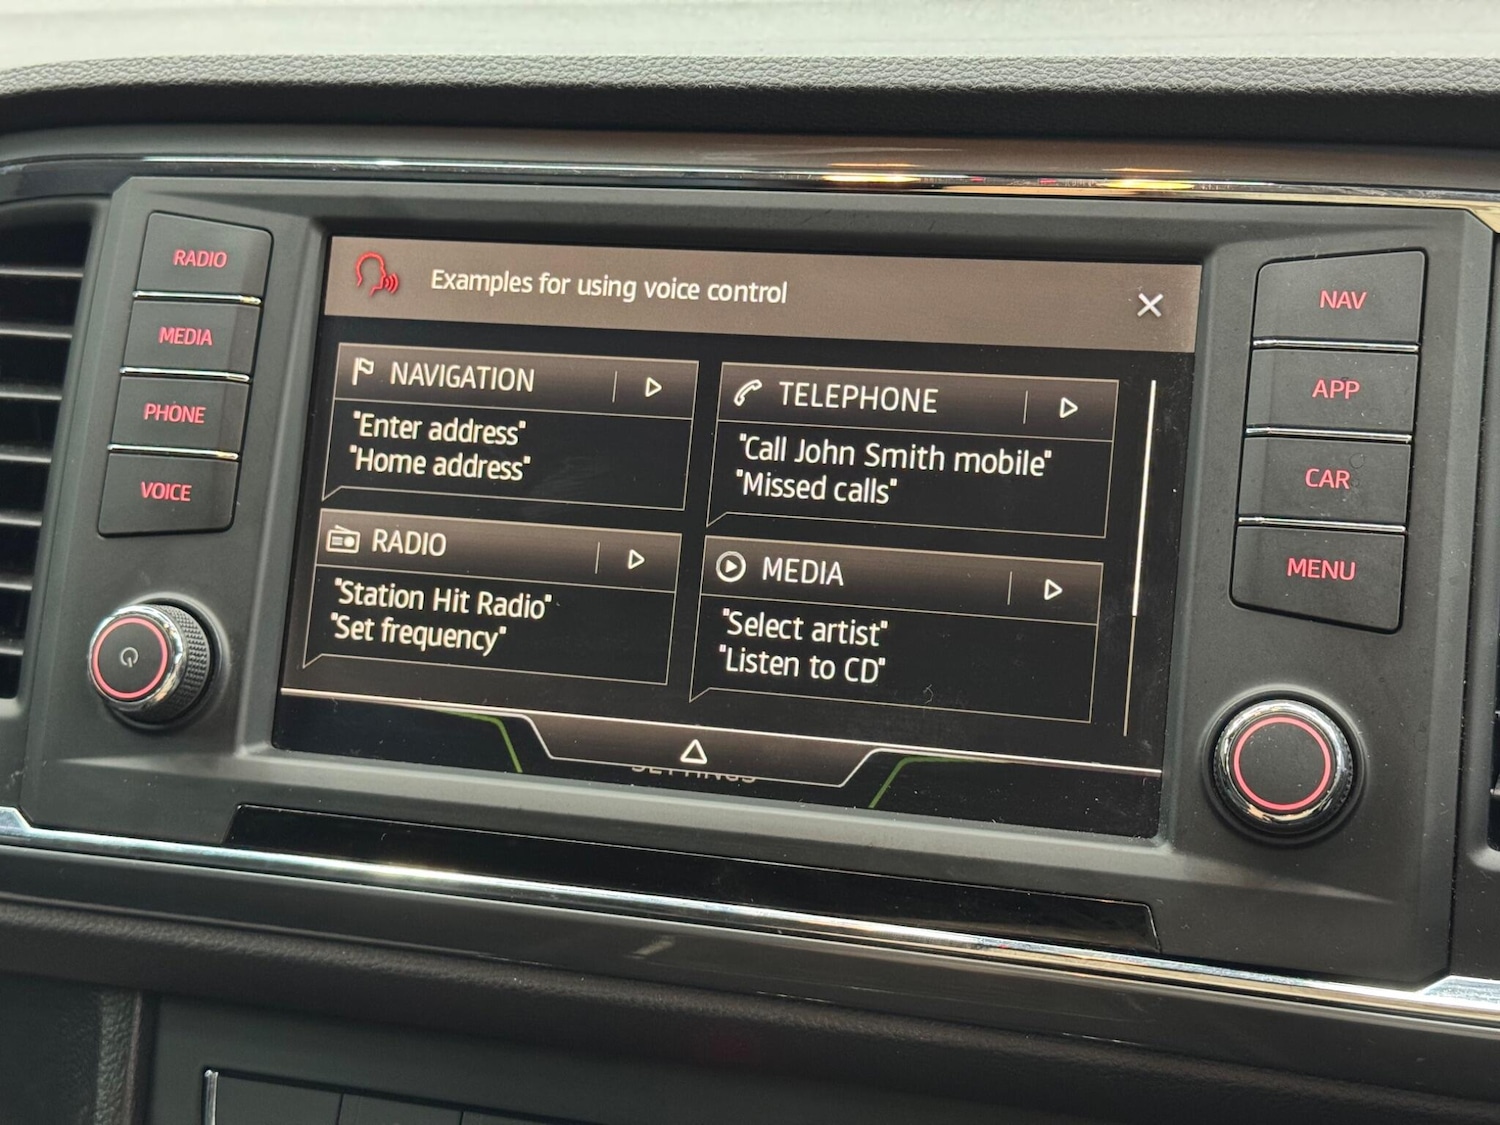 RADIO
MEDIA
PHONE
VOICE
Examples for using voice control
NAVIGATION
"Enter address"
"Home address"
TELEPHONE
"Call John Smith mobile"
"Missed calls"
RADIO
"Station Hit Radio"
"Set frequency"
MEDIA
"Select artist"
"Listen to CD"
SETTINGS
NAV
APP
CAR
MENU